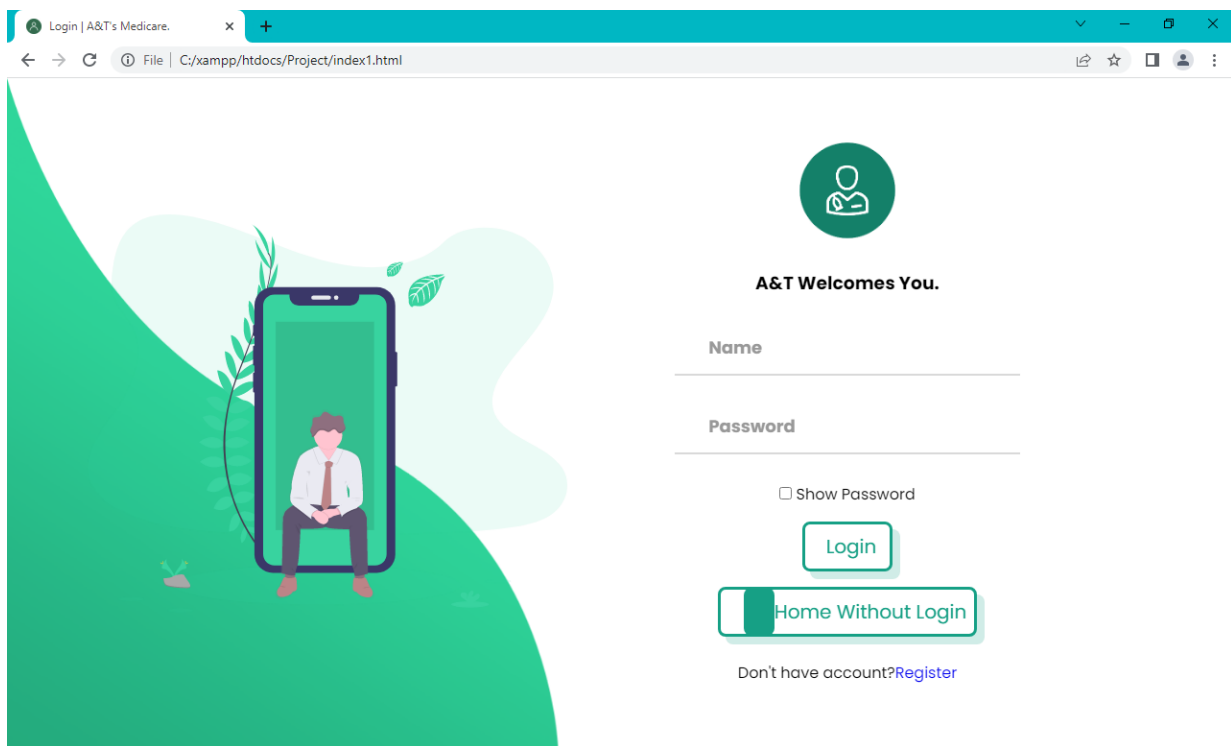 Login | A&T's Medicare.
File | C:/xampp/htdocs/Project/index1.html
A&T Welcomes You.
Name
Password
Show Password
Login
Home Without Login
Don't have account?Register